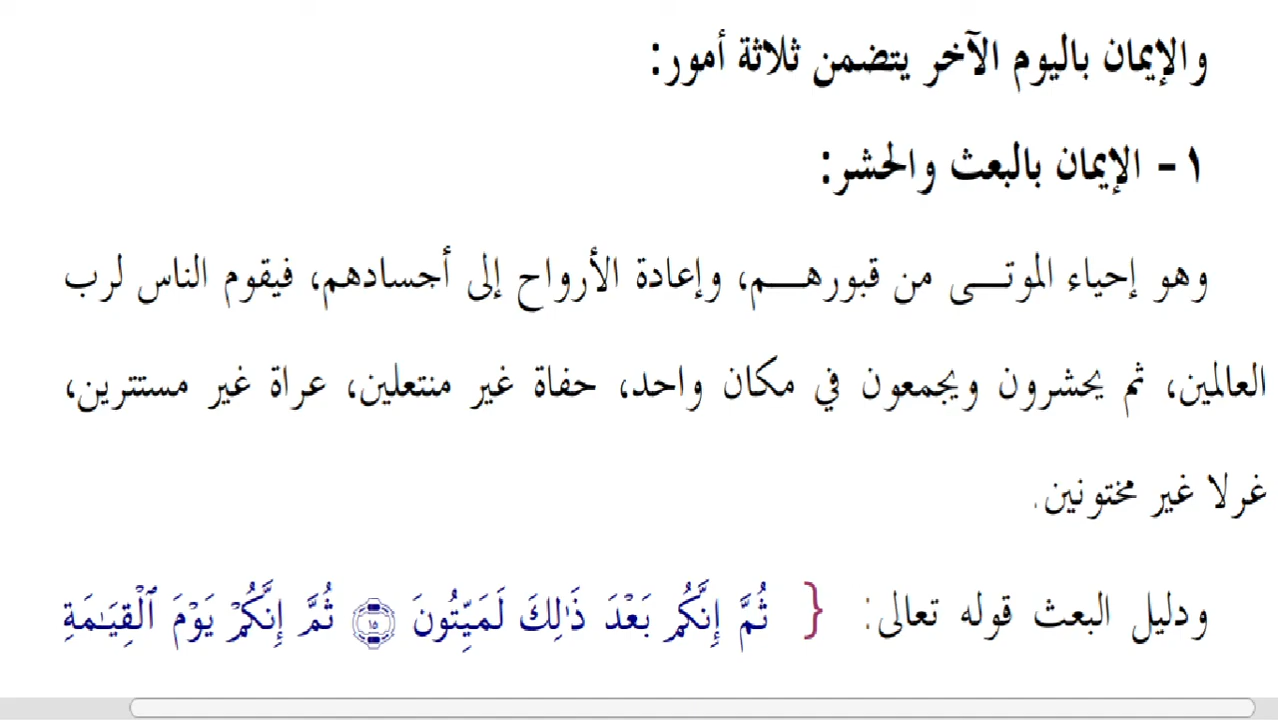 والإيمان باليوم الآخر يتضمن ثلاثة أمور:
١ - الإيمان بالبعث والحشر:
وهو إحياء الموتـــى من قبورهـــم، وإعادة الأرواح إلى أجسادهم، فيقوم الناس لرب
العالمين، ثم يحشرون ويجمعون في مكان واحد، حفاة غير منتعلين، عراة غير مستترين،
غرلا غير مختونين.
ودليل البعث قوله تعالى: { ثُمَّ إِنَّكُم بَعْدَ ذَٰلِكَ لَمَيِّتُونَ ١٥ ثُمَّ إِنَّكُمْ يَوْمَ ٱلْقِيَـٰمَةِ